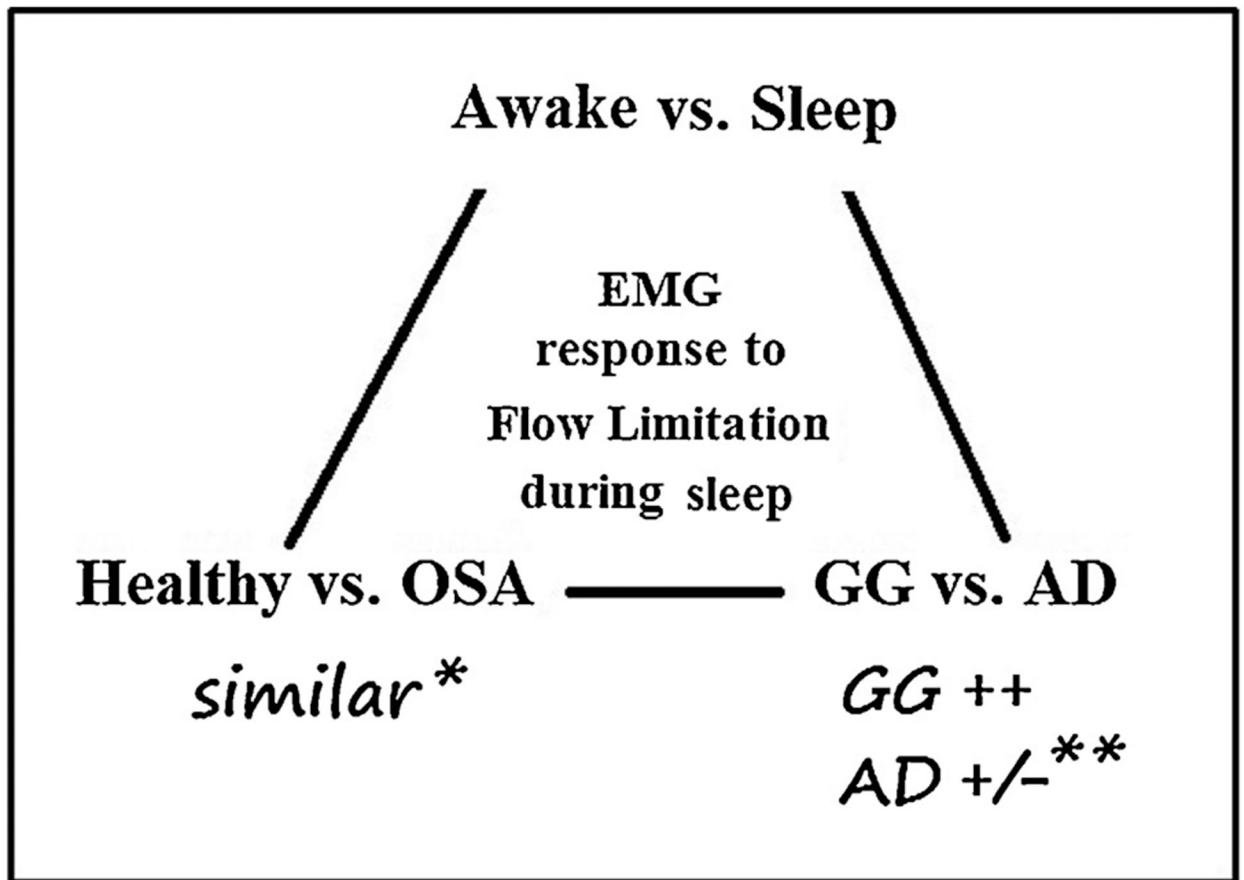 Awake vs. Sleep
EMG
response to
Flow Limitation
during sleep
Healthy vs. OSA
GG vs. AD
similar*
GG ++
AD +/-**